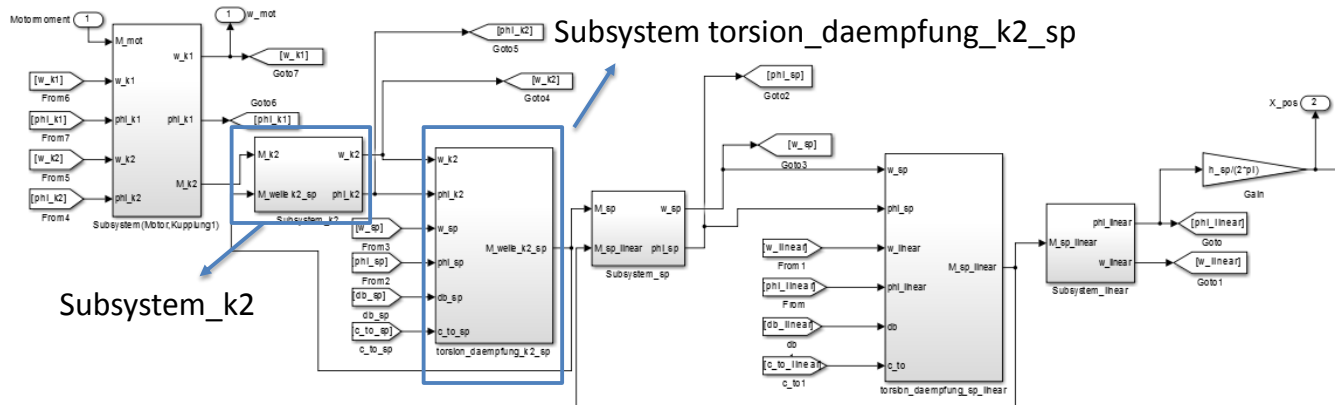 Motormoment
1
M_mot
w_k1
[w_k1]
From6
w_k1
[phi_k1]
From7
phi_k1
[w_k2]
From5
w_k2
[phi_k2]
From4
phi_k2
phi_k1
M_k2
Subsystem (Motor,Kupplung1)
1
w_mot
[w_k1]
Goto7
Goto6
[phi_k1]
M_k2
w_k2
M_welle k2_sp
phi_k2
Subsystem_k2
Subsystem_k2
[phi_k2]
Goto5
[w_k2]
Goto4
Subsystem torsion_daempfung_k2_sp
w_k2
phi_k2
[w_sp]
From3
w_sp
[phi_sp]
From2
phi_sp
[db_sp]
db_sp
db_sp
[c_to_sp]
c_to_sp
c_to_sp
M_welle_k2_sp
torsion_daempfung_k2_sp
M_sp
w_sp
M_sp_linear
phi_sp
Subsystem_sp
[phi_sp]
Goto2
[w_sp]
Goto3
w_sp
phi_sp
[w_linear]
From1
w_linear
[phi_linear]
From
phi_linear
[db_linear]
db
db
[c_to_linear]
c_to1
c_to
M_sp_linear
torsion_daempfung_sp_linear
M_sp_linear
phi_linear
w_linear
Subsystem_linear
X_pos
2
h_sp/(2*pi)
Gain
[phi_linear]
Goto
[w_linear]
Goto1